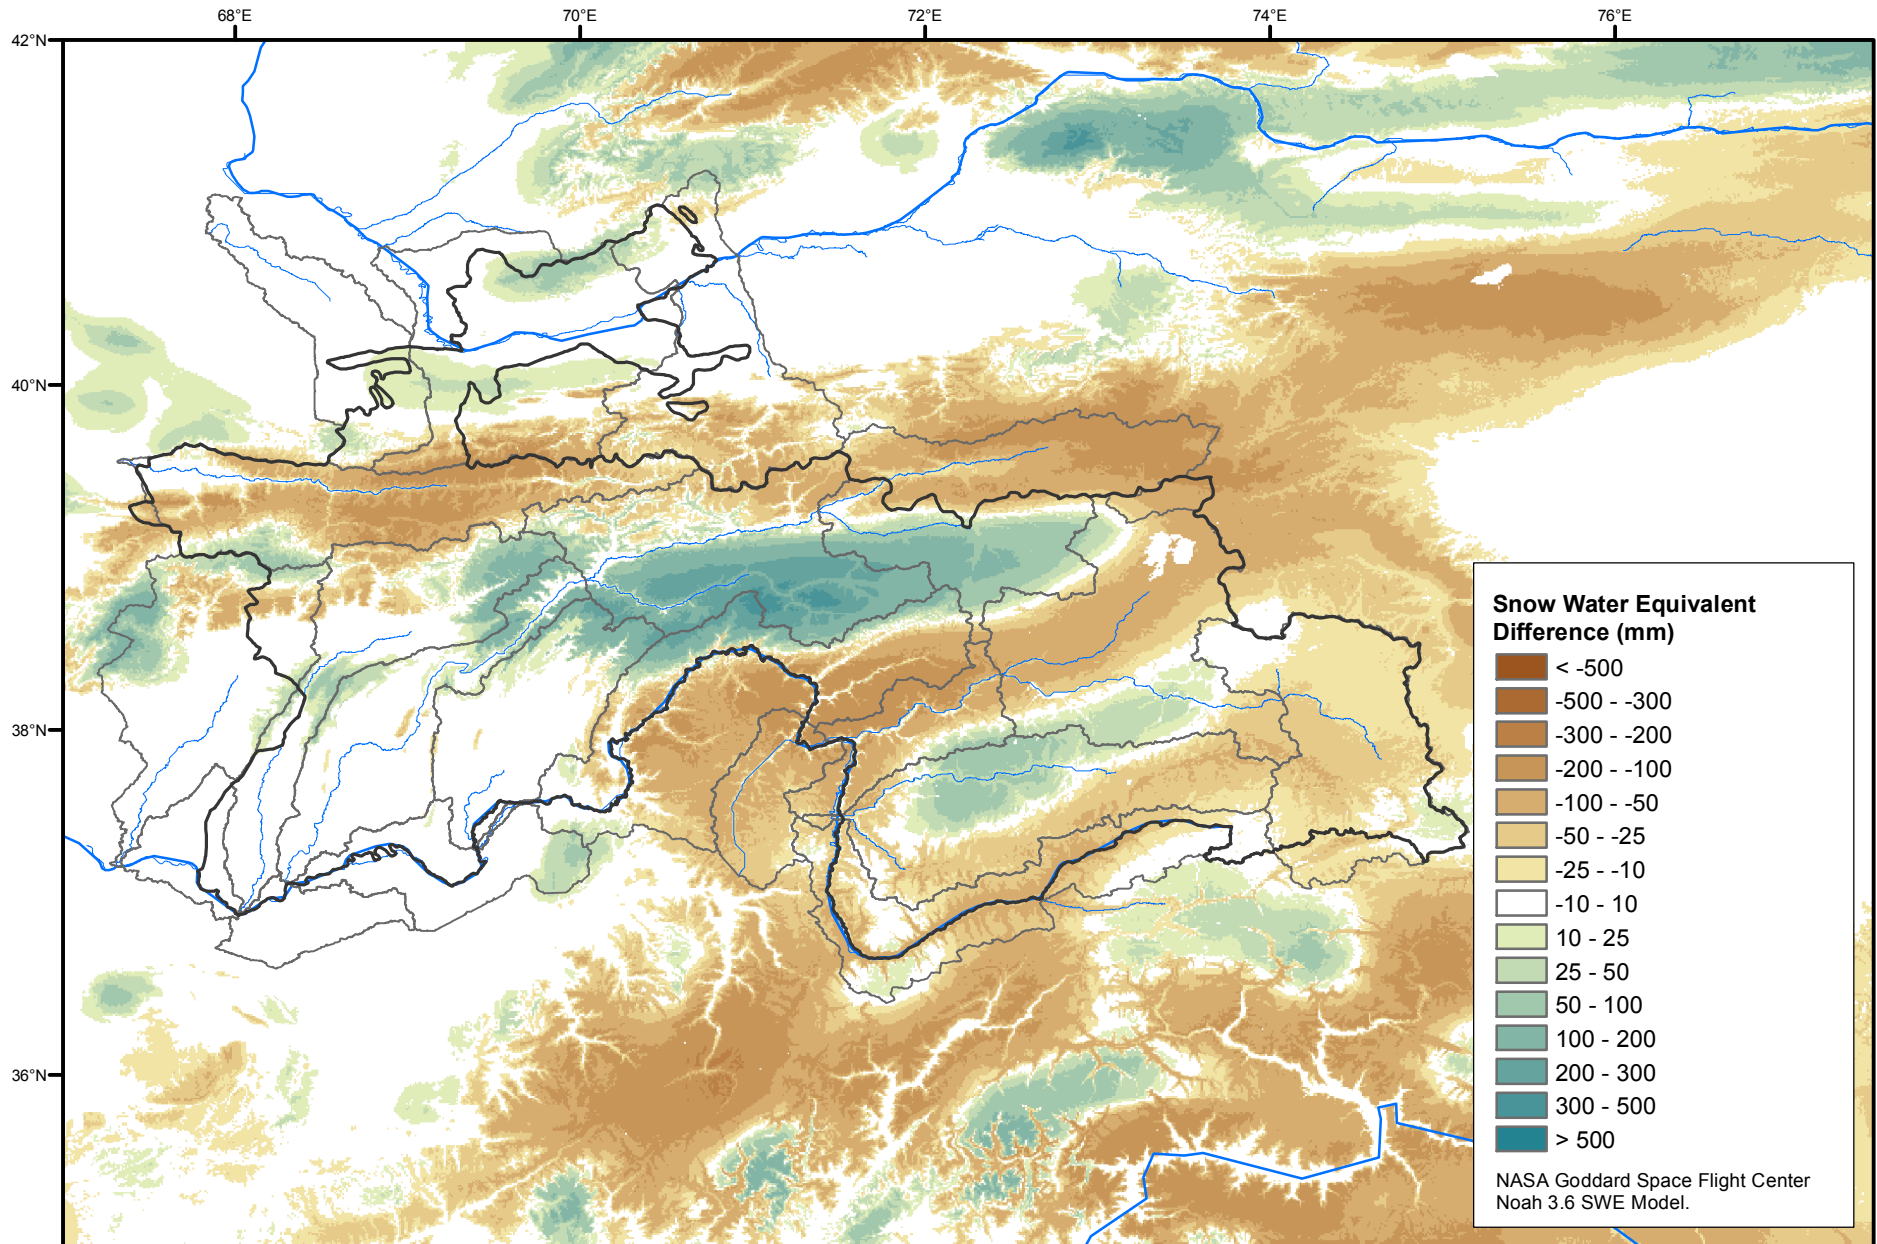 68°E 70°E 72°E 74°E 76°E
42°N
40°N
38°N
36°N
Snow Water Equivalent
Difference (mm)
< -500
-500 - -300
-300 - -200
-200 - -100
-100 - -50
-50 - -25
-25 - -10
-10 - 10
10 - 25
25 - 50
50 - 100
100 - 200
200 - 300
300 - 500
> 500
NASA Goddard Space Flight Center
Noah 3.6 SWE Model.